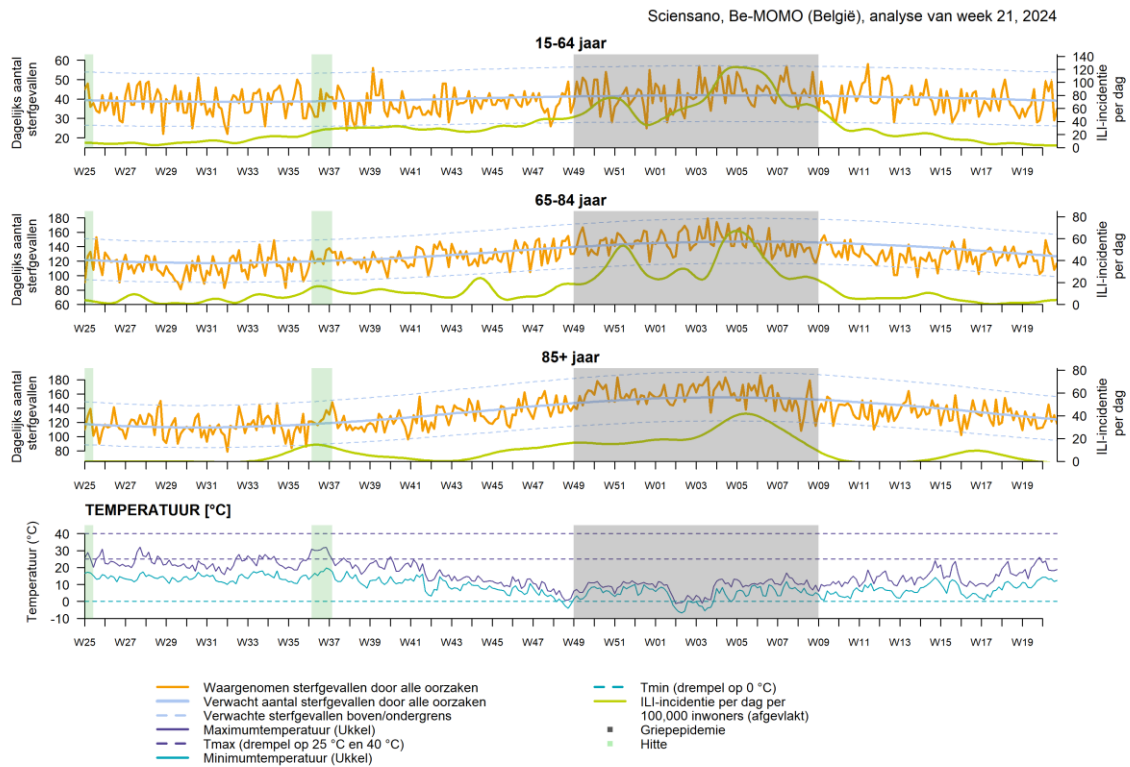 Sciensano, Be-MOMO (België), analyse van week 21, 2024
15-64 jaar
Dagelijks aantal
sterfgevallen
60
50
40
30
20
140
120
100
80
60
40
20
0
ILI-incidentie
per dag
W25 W27 W29 W31 W33 W35 W37 W39 W41 W43 W45 W47 W49 W51 W01 W03 W05 W07 W09 W11 W13 W15 W17 W19
65-84 jaar
Dagelijks aantal
sterfgevallen
180
160
140
120
100
80
60
80
60
40
20
0
ILI-incidentie
per dag
W25 W27 W29 W31 W33 W35 W37 W39 W41 W43 W45 W47 W49 W51 W01 W03 W05 W07 W09 W11 W13 W15 W17 W19
85+ jaar
Dagelijks aantal
sterfgevallen
180
160
140
120
100
80
80
60
40
20
0
ILI-incidentie
per dag
W25 W27 W29 W31 W33 W35 W37 W39 W41 W43 W45 W47 W49 W51 W01 W03 W05 W07 W09 W11 W13 W15 W17 W19
TEMPERATUUR [°C]
Temperatuur (°C)
40
30
20
10
0
-10
W25 W27 W29 W31 W33 W35 W37 W39 W41 W43 W45 W47 W49 W51 W01 W03 W05 W07 W09 W11 W13 W15 W17 W19
Waargenomen sterfgevallen door alle oorzaken
Verwacht aantal sterfgevallen door alle oorzaken
Verwachte sterfgevallen boven/ondergrens
Maximumtemperatuur (Ukkel)
Tmax (drempel op 25 °C en 40 °C)
Minimumtemperatuur (Ukkel)
Tmin (drempel op 0 °C)
ILI-incidentie per dag per
100,000 inwoners (afgevlakt)
Griepepidemie
Hitte